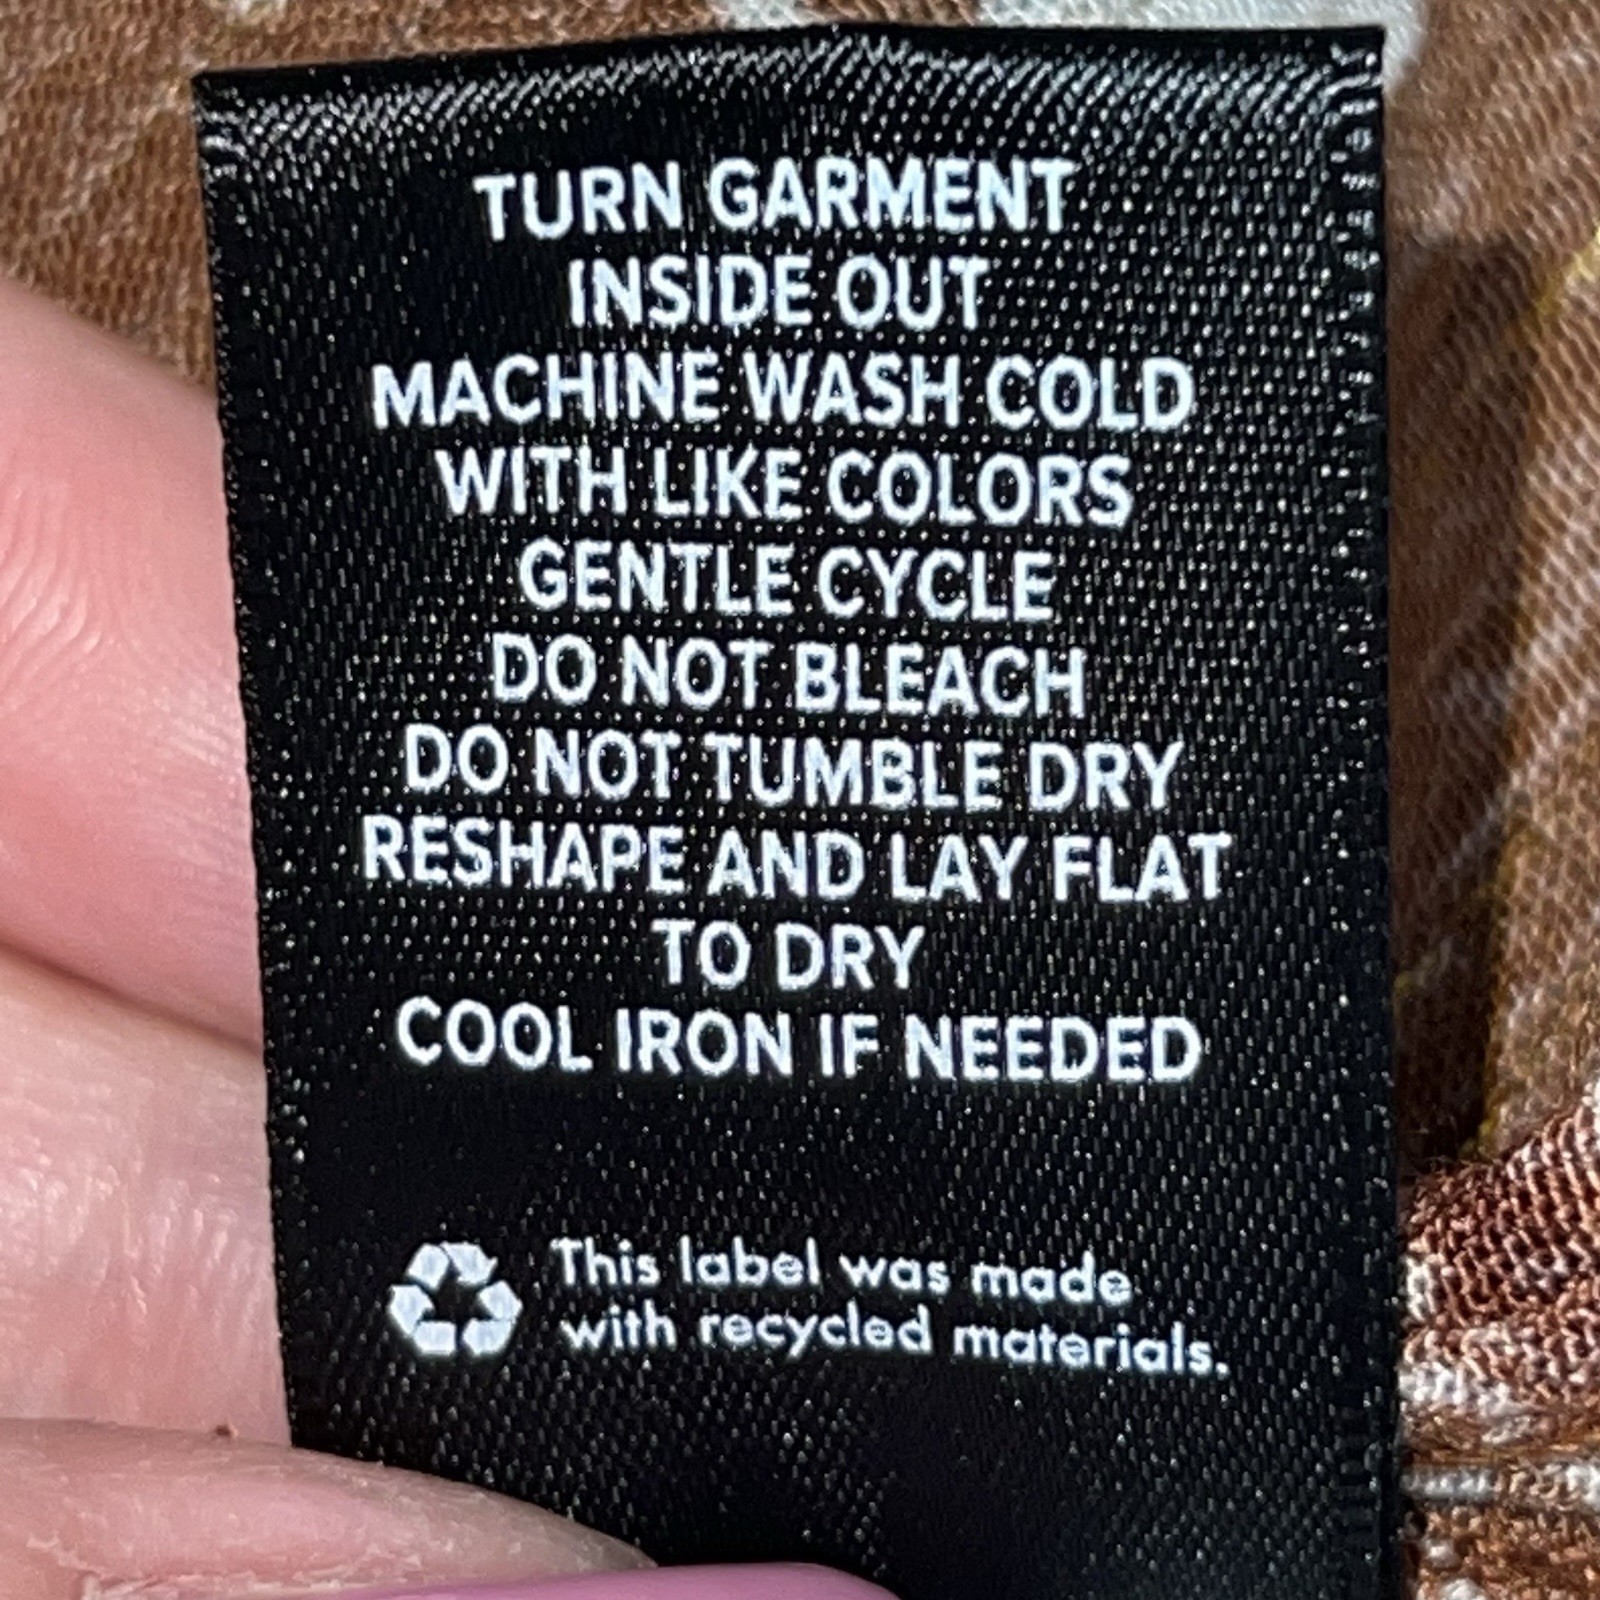 TURN GARMENT
INSIDE OUT
MACHINE WASH COLD
WITH LIKE COLORS
GENTLE CYCLE
DO NOT BLEACH
DO NOT TUMBLE DRY
RESHAPE AND LAY FLAT
TO DRY
COOL IRON IF NEEDED
This label was made
with recycled materials.